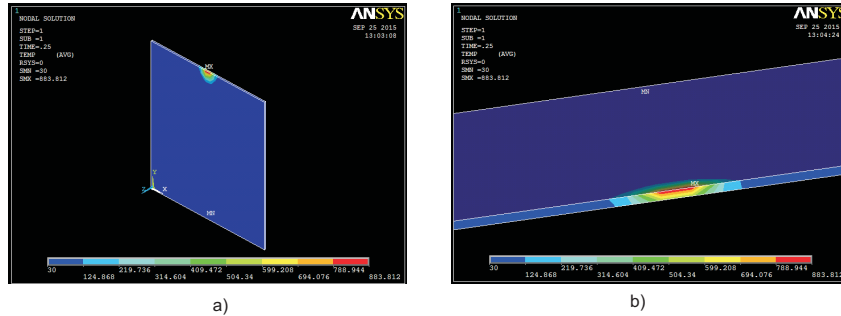 1
NODAL SOLUTION
STEP=1
SUB =1
TIME=.25
TEMP (AVG)
RSYS=0
SMN =30
SMX =883.812
ANSYS
SEP 25 2015
13:03:08
MX
Y
Z X
MN
30 219.736 409.472 599.208 788.944
124.868 314.604 504.34 694.076 883.812
a)
1
NODAL SOLUTION
STEP=1
SUB =1
TIME=.25
TEMP (AVG)
RSYS=0
SMN =30
SMX =883.812
ANSYS
SEP 25 2015
13:04:24
MN
MX
30 219.736 409.472 599.208 788.944
124.868 314.604 504.34 694.076 883.812
b)